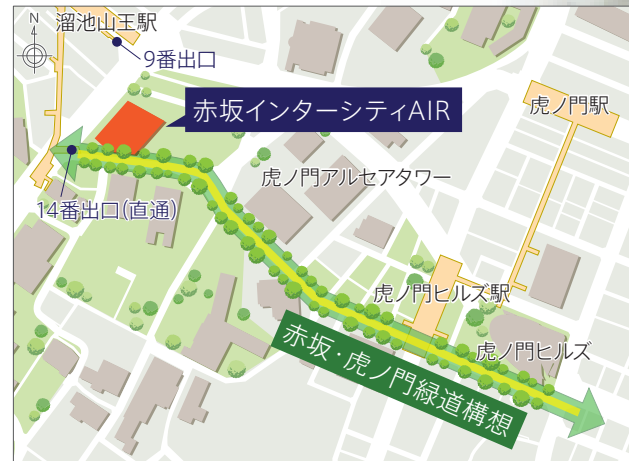 溜池山王駅
N
9番出口
赤坂インターシティAIR
虎ノ門駅
虎ノ門アルセアタワー
14番出口(直通)
虎ノ門ヒルズ駅
虎ノ門ヒルズ
赤坂・虎ノ門緑道構想